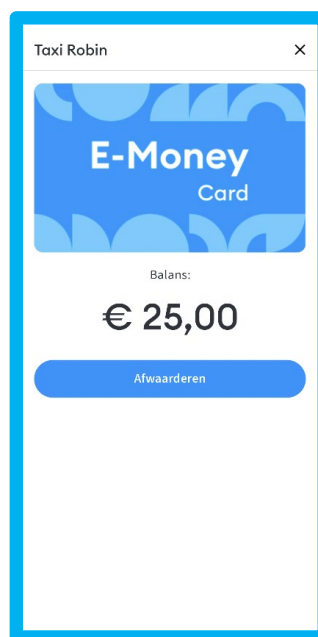 Taxi Robin
E-Money
Card
Balans:
€ 25,00
Afwaarderen